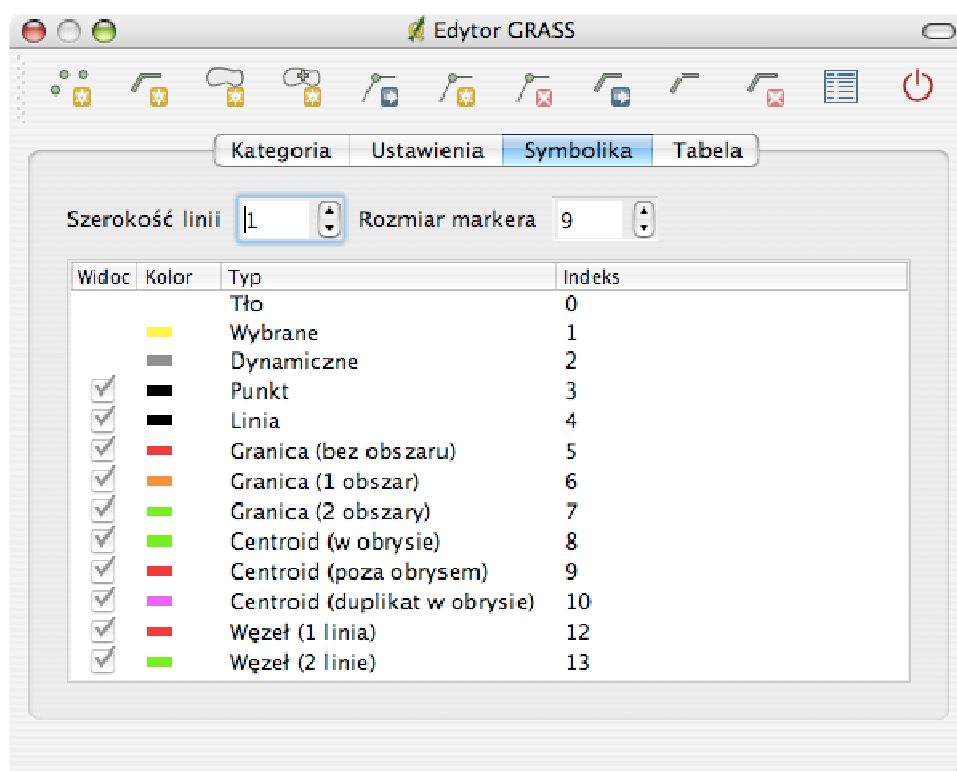 Edytor GRASS
Kategoria Ustawienia Symbolika Tabela
Szerokość linii 1 Rozmiar markera 9
Widoc Kolor Typ Indeks
Tło 0
Wybrane 1
Dynamiczne 2
Punkt 3
Linia 4
Granica (bez obszaru) 5
Granica (1 obszar) 6
Granica (2 obszary) 7
Centroid (w obrysie) 8
Centroid (poza obrysem) 9
Centroid (duplikat w obrysie) 10
Węzeł (1 linia) 12
Węzeł (2 linie) 13